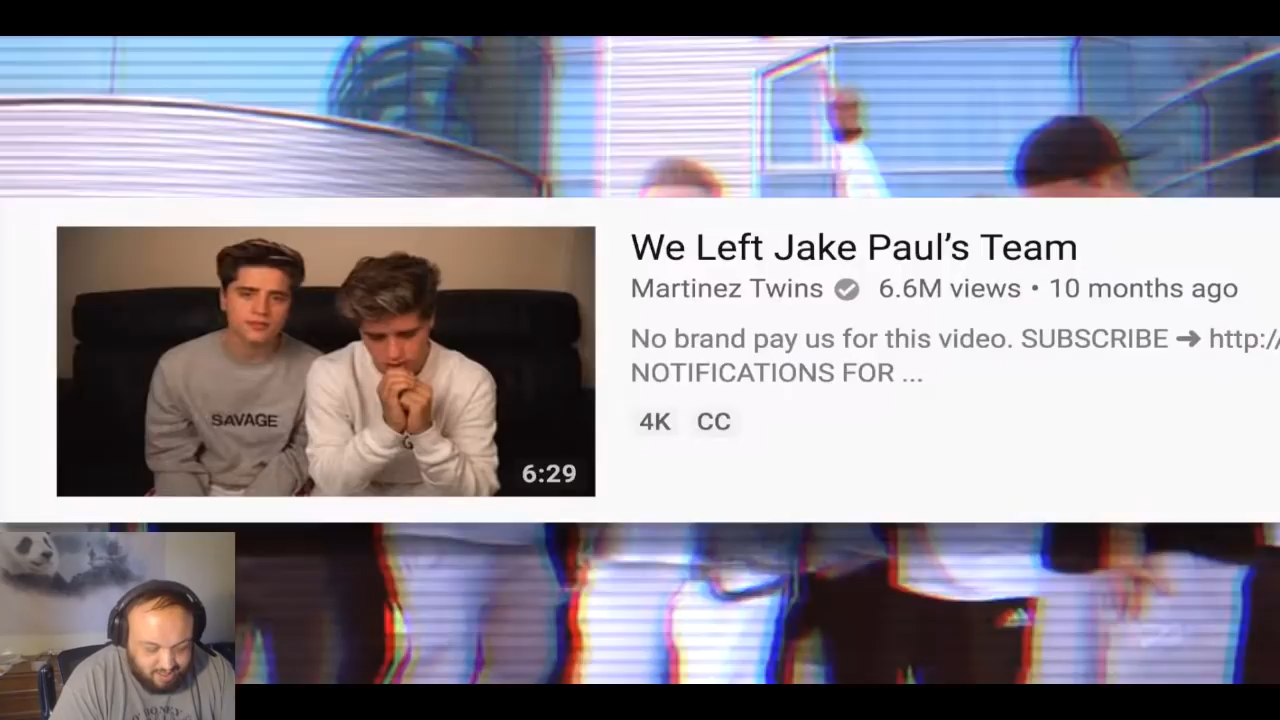 We Left Jake Paul’s Team
Martinez Twins 6.6M views • 10 months ago
No brand pay us for this video. SUBSCRIBE ➜ http:/
NOTIFICATIONS FOR ...
4K CC
SAVAGE
6:29